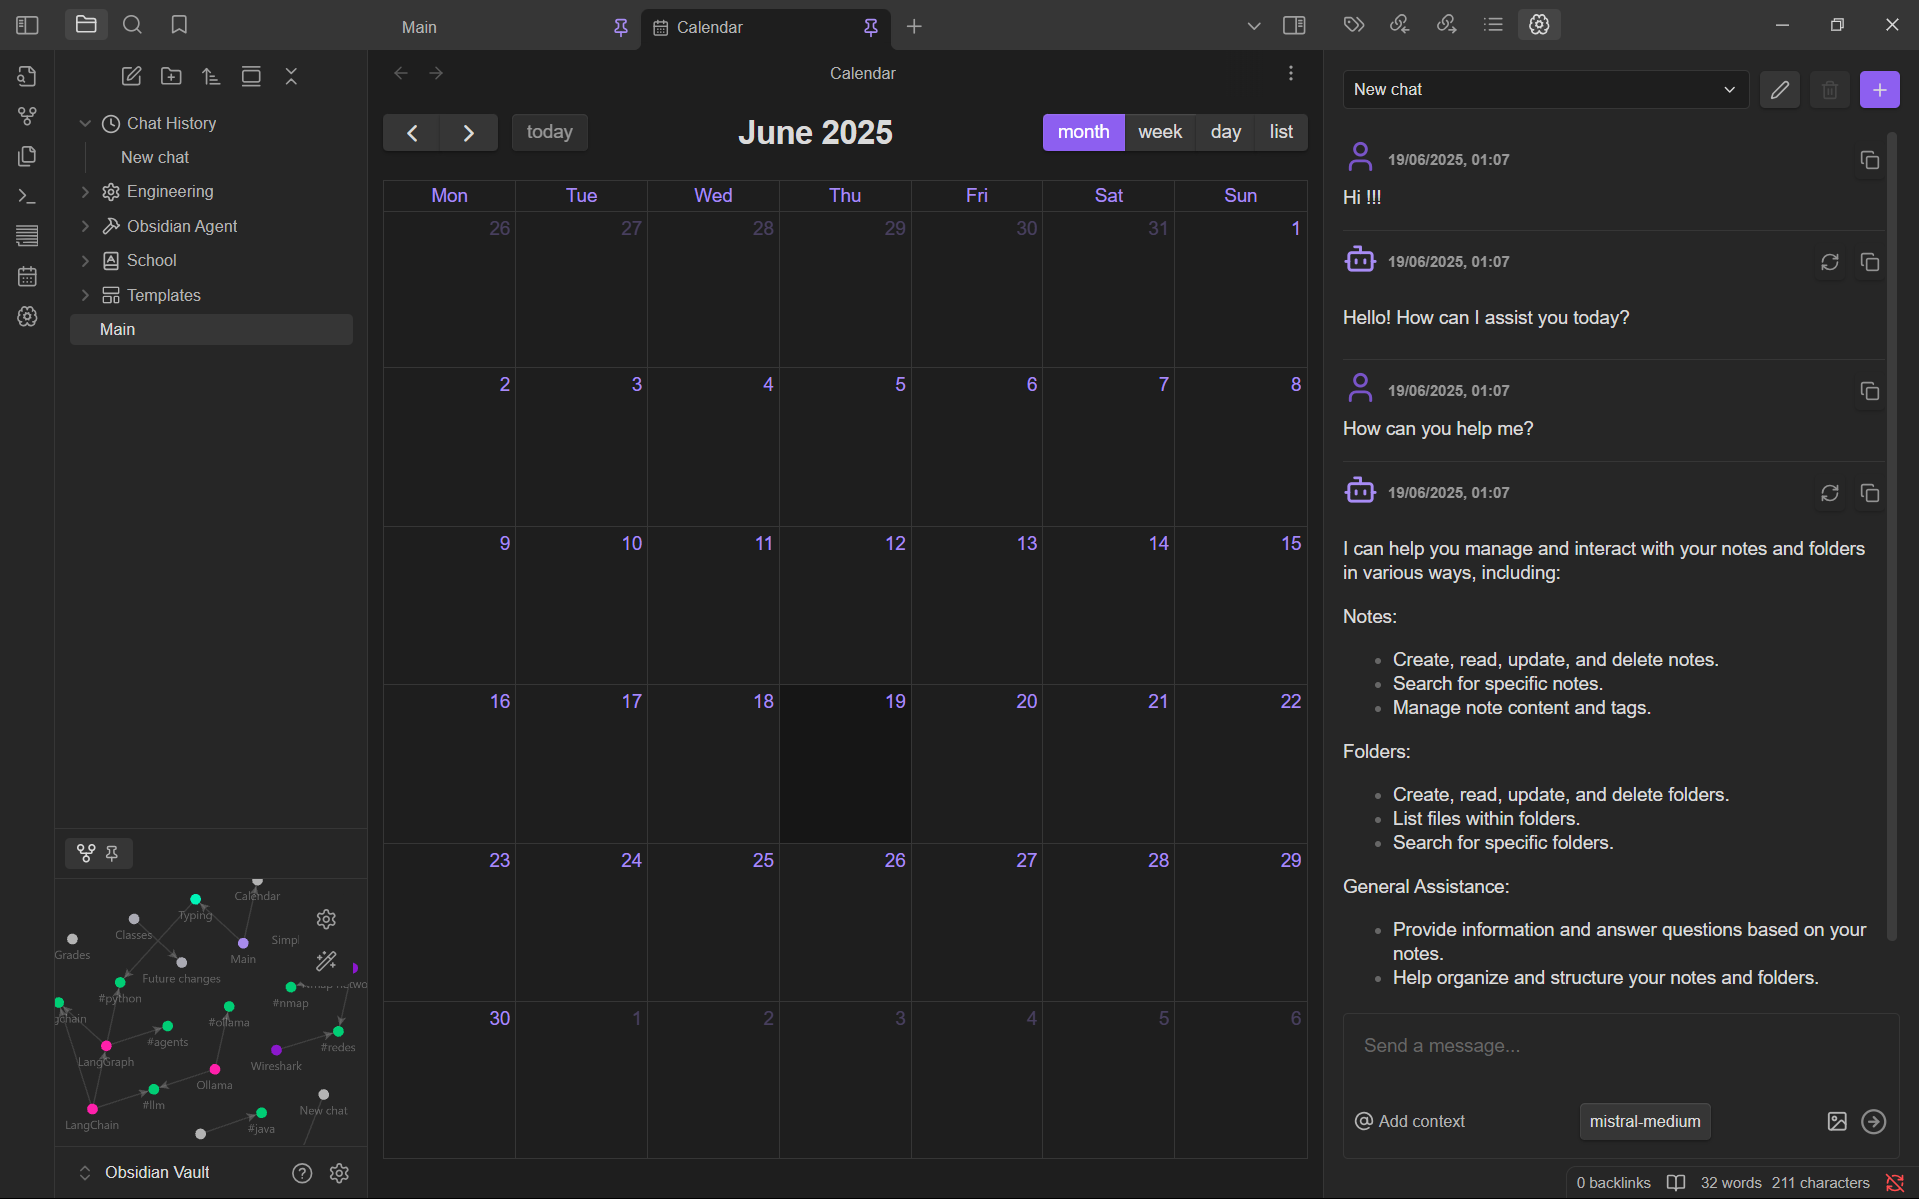 Main
Calendar
Chat History
New chat
Engineering
Obsidian Agent
School
Templates
Main
Calendar
Typing
Classes
Grades
Main
Simpl
Future changes
#python
#nmap
#ollama
#agents
#redes
LangGraph
Wireshark
Ollama
#llm
New chat
LangChain
#java
Obsidian Vault
Calendar
today
June 2025
month week day list
Mon Tue Wed Thu Fri Sat Sun
26 27 28 29 30 31 1
2 3 4 5 6 7 8
9 10 11 12 13 14 15
16 17 18 19 20 21 22
23 24 25 26 27 28 29
30 1 2 3 4 5 6
New chat
19/06/2025, 01:07
Hi !!!
19/06/2025, 01:07
Hello! How can I assist you today?
19/06/2025, 01:07
How can you help me?
19/06/2025, 01:07
I can help you manage and interact with your notes and folders
in various ways, including:
Notes:
Create, read, update, and delete notes.
Search for specific notes.
Manage note content and tags.
Folders:
Create, read, update, and delete folders.
List files within folders.
Search for specific folders.
General Assistance:
Provide information and answer questions based on your
notes.
Help organize and structure your notes and folders.
Send a message...
Add context
mistral-medium
0 backlinks
32 words 211 characters